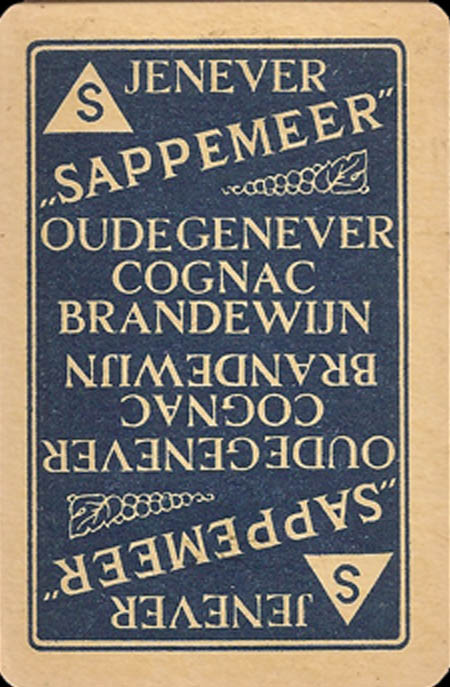 S JENEVER
„SAPPEMEER"
OUDEGENEVER
COGNAC
BRANDEWIJN
BRANDEWIJN
COGNAC
OUDEGENEVER
„SAPPEMEER"
S JENEVER